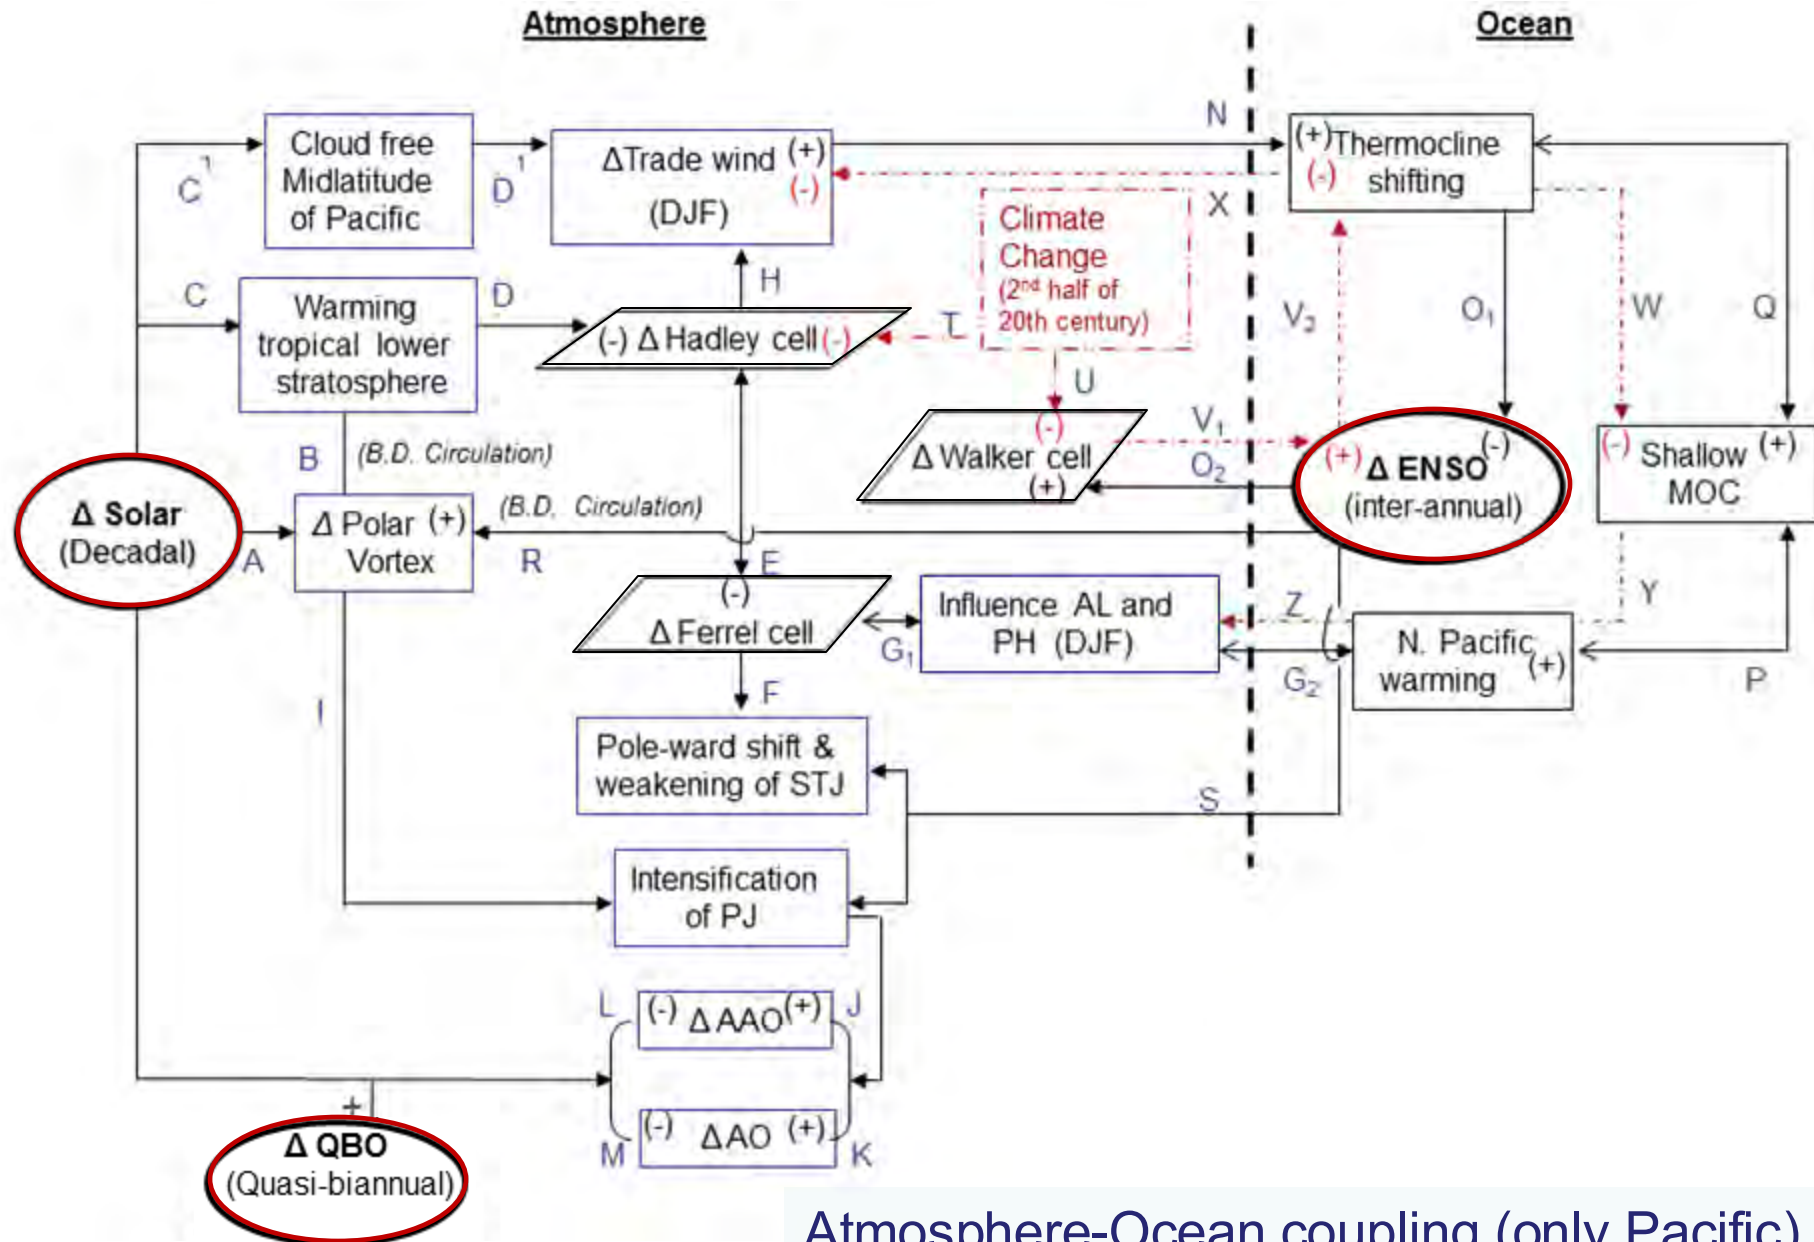 Atmosphere
Ocean
Cloud free
Midlatitude
of Pacific
C¹
D¹
ΔTrade wind (+)
(-)
(DJF)
N
X
(+)Thermocline
(-) shifting
Climate
Change
(2nd half of
20th century)
C
Warming
tropical lower
stratosphere
D
H
(-) Δ Hadley cell(-)
T
U
V₂
O₁
W
Q
B
(B.D. Circulation)
(-)
Δ Walker cell
(+)
V₁
O₂
(+) Δ ENSO (-)
(inter-annual)
(-) Shallow (+)
MOC
Δ Solar
(Decadal)
A
Δ Polar (+)
Vortex
(B.D. Circulation)
R
E
(-)
Δ Ferrel cell
G₁
Influence AL and
PH (DJF)
Z
G₂
N. Pacific
warming (+)
Y
P
F
I
Pole-ward shift &
weakening of STJ
S
Intensification
of PJ
L
(-) Δ AAO(+)
J
M
(-) ΔAO (+)
K
+
Δ QBO
(Quasi-biannual)
Atmosphere-Ocean coupling (only Pacific)